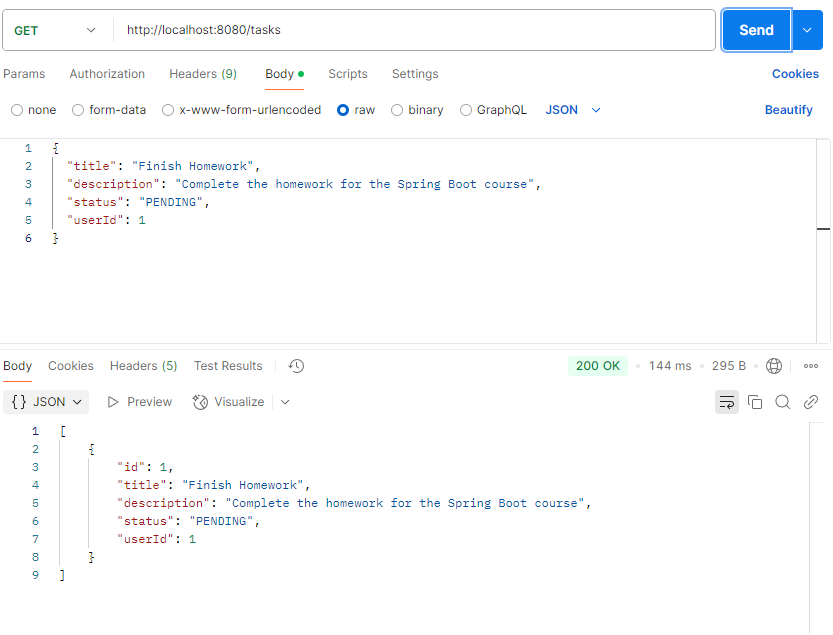 GET http://localhost:8080/tasks Send
Params Authorization Headers (9) Body Scripts Settings Cookies
none form-data x-www-form-urlencoded raw binary GraphQL JSON Beautify
1 {
2 "title": "Finish Homework",
3 "description": "Complete the homework for the Spring Boot course",
4 "status": "PENDING",
5 "userId": 1
6 }
Body Cookies Headers (5) Test Results 200 OK • 144 ms • 295 B •
{} JSON Preview Visualize
1 [
2 {
3 "id": 1,
4 "title": "Finish Homework",
5 "description": "Complete the homework for the Spring Boot course",
6 "status": "PENDING",
7 "userId": 1
8 }
9 ]